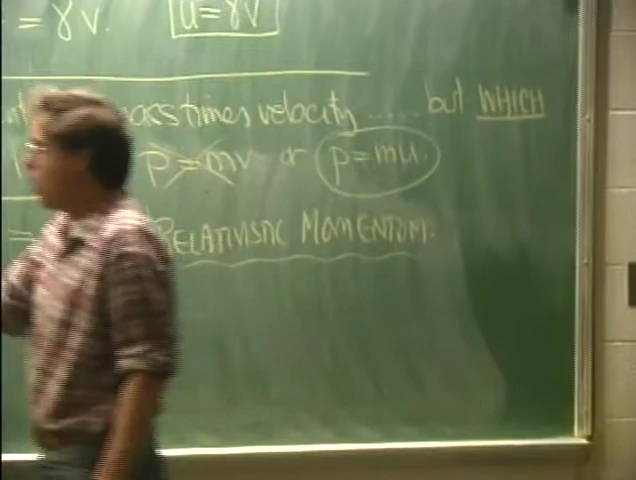 = γv. u = γv
mass times velocity ..... but WHICH
p = mv or p = mu.
= RELATIVISTIC MOMENTUM.